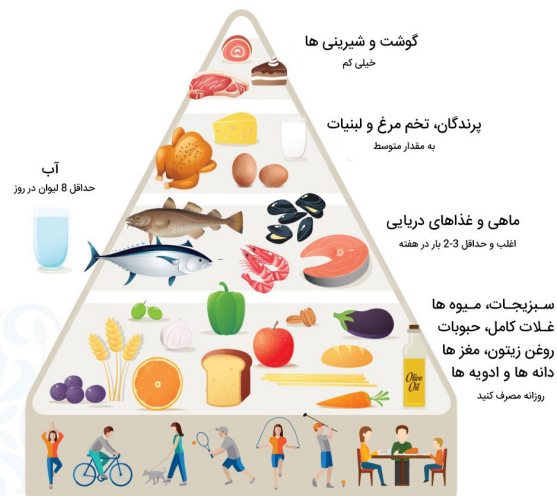 گوشت و شیرینی ها
خیلی کم
پرندگان، تخم مرغ و لبنیات
به مقدار متوسط
آب
حداقل 8 لیوان در روز
ماهی و غذاهای دریایی
اغلب و حداقل 3-2 بار در هفته
سبزیجات، میوه ها
غلات کامل، حبوبات
روغن زیتون، مغز ها
دانه ها و ادویه ها
روزانه مصرف کنید
Olive
Oil